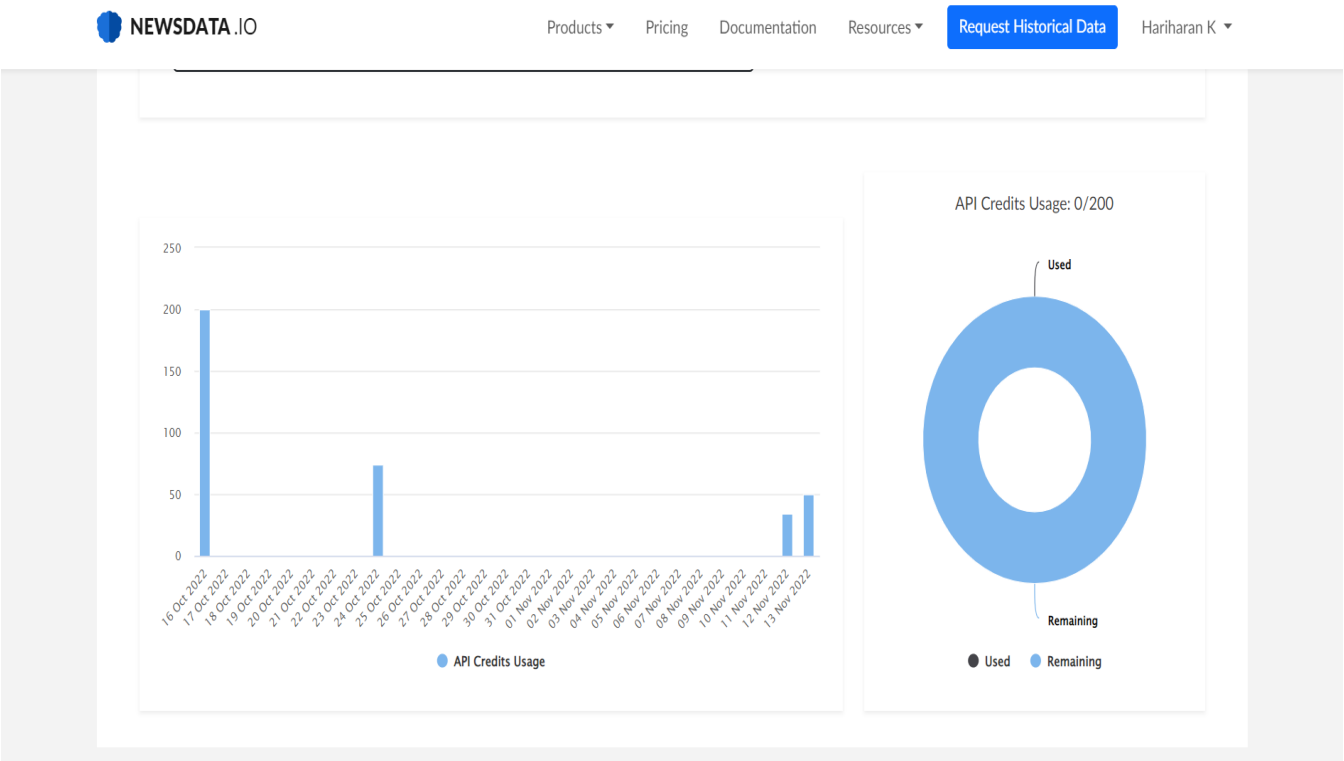 NEWSDATA.IO
Products Pricing Documentation Resources Request Historical Data Hariharan K
API Credits Usage: 0/200
Used
250
200
150
100
50
0
16 Oct 2022
17 Oct 2022
18 Oct 2022
19 Oct 2022
20 Oct 2022
21 Oct 2022
22 Oct 2022
23 Oct 2022
24 Oct 2022
25 Oct 2022
26 Oct 2022
27 Oct 2022
28 Oct 2022
29 Oct 2022
30 Oct 2022
31 Oct 2022
01 Nov 2022
02 Nov 2022
03 Nov 2022
04 Nov 2022
05 Nov 2022
06 Nov 2022
07 Nov 2022
08 Nov 2022
09 Nov 2022
10 Nov 2022
11 Nov 2022
12 Nov 2022
13 Nov 2022
API Credits Usage
Remaining
Used Remaining